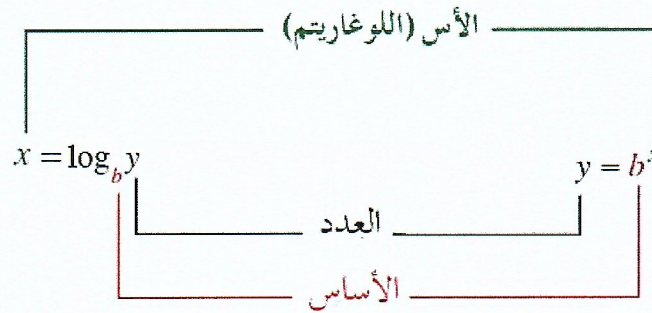 الأس (اللوغاريتم)
x = log_b y
y = b^x
العدد
الأساس